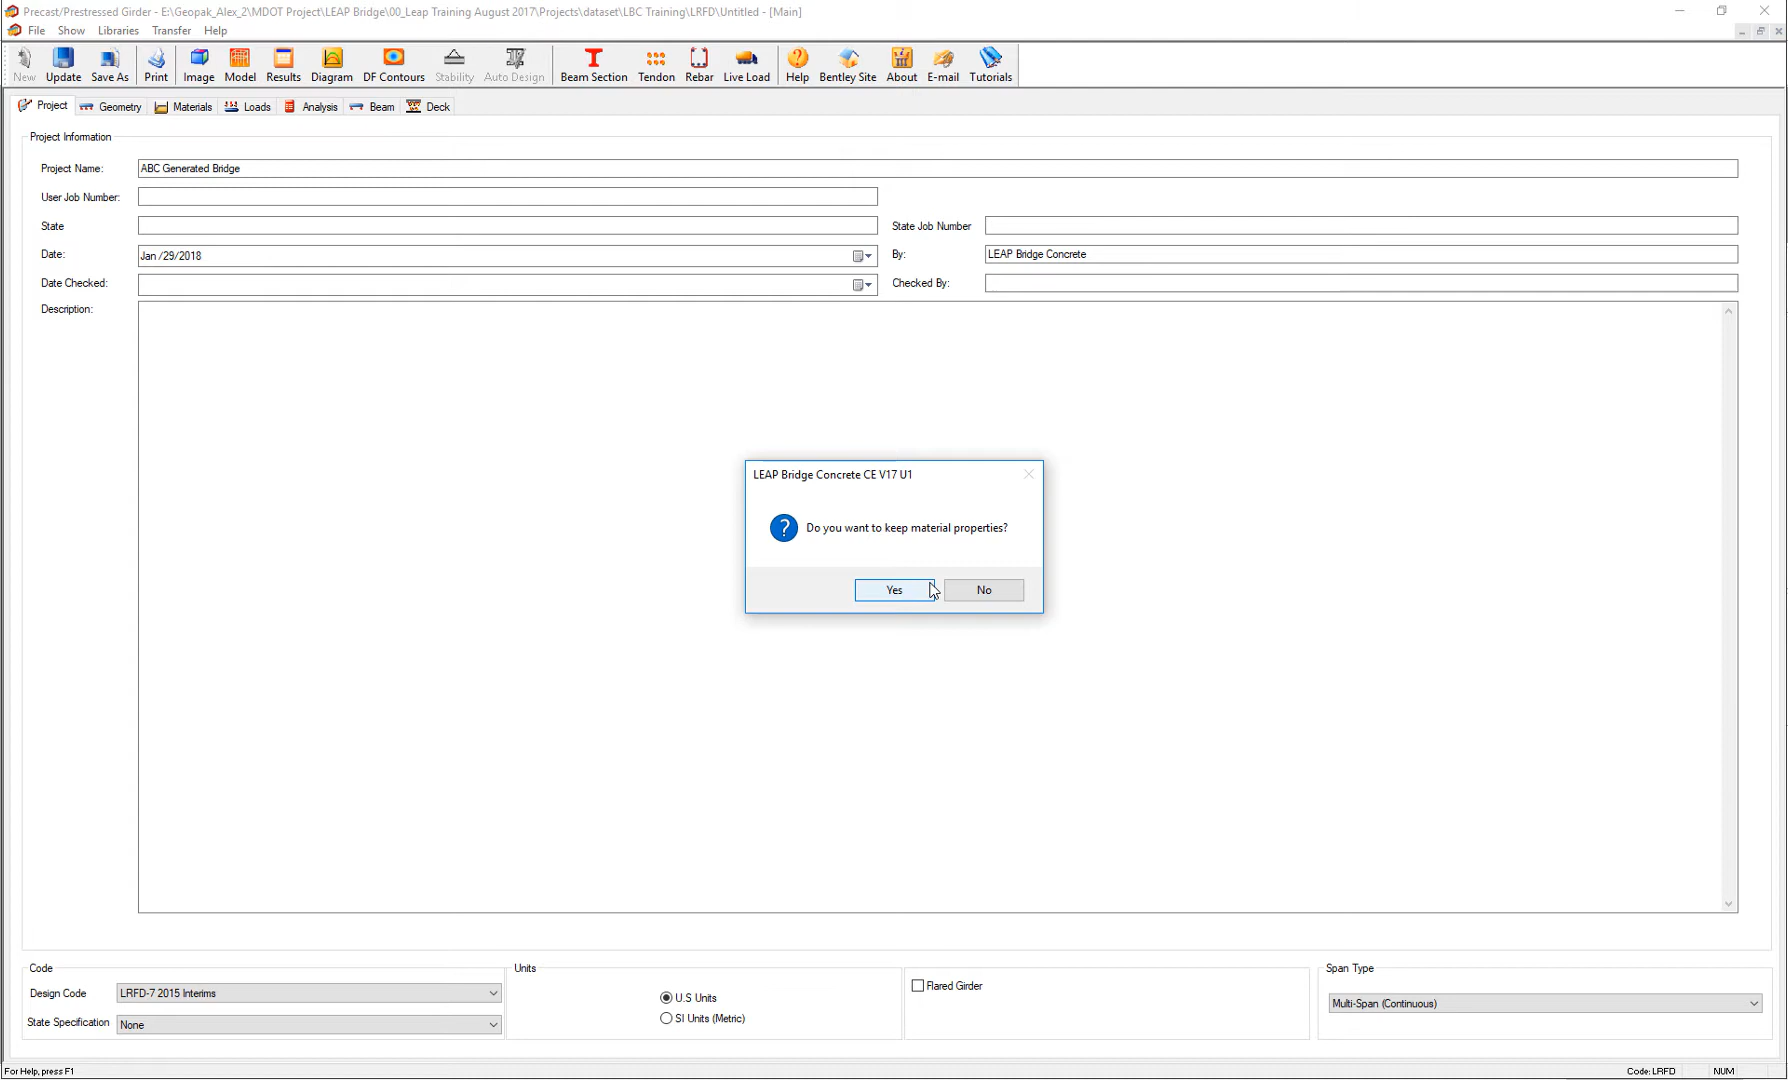 Precast/Prestressed Girder - E:\Geopak_Alex_2\MDOT Project\LEAP Bridge\00_Leap Training August 2017\Projects\dataset\LBC Training\LRFD\Untitled - [Main]
File Show Libraries Transfer Help
New Update Save As Print Image Model Results Diagram DF Contours Stability Auto Design Beam Section Tendon Rebar Live Load Help Bentley Site About E-mail Tutorials
Project Geometry Materials Loads Analysis Beam Deck
Project Information
Project Name: ABC Generated Bridge
User Job Number:
State State Job Number
Date: Jan /29/2018 By: LEAP Bridge Concrete
Date Checked: Checked By:
Description:
LEAP Bridge Concrete CE V17 U1
Do you want to keep material properties?
Yes No
Code Units Span Type
Design Code LRFD-7 2015 Interims U.S Units Flared Girder Multi-Span (Continuous)
State Specification None SI Units (Metric)
For Help, press F1 Code: LRFD NUM